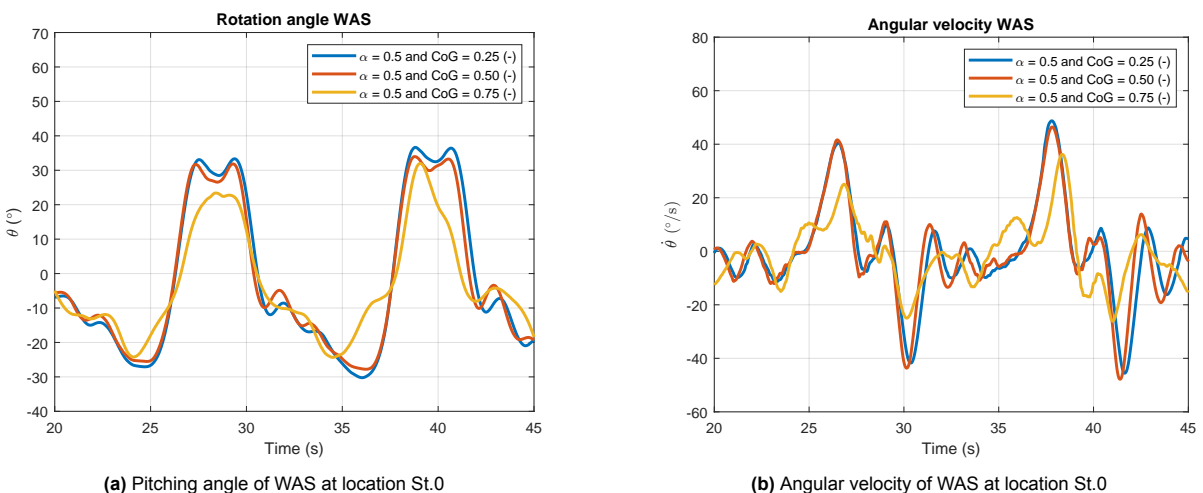 Rotation angle WAS
70
60
50
40
30
20
10
0
-10
-20
-30
-40
θ (°)
α = 0.5 and CoG = 0.25 (-)
α = 0.5 and CoG = 0.50 (-)
α = 0.5 and CoG = 0.75 (-)
20 25 30 35 40 45
Time (s)
(a) Pitching angle of WAS at location St.0
Angular velocity WAS
80
60
40
20
0
-20
-40
-60
θ̇ (°/s)
α = 0.5 and CoG = 0.25 (-)
α = 0.5 and CoG = 0.50 (-)
α = 0.5 and CoG = 0.75 (-)
20 25 30 35 40 45
Time (s)
(b) Angular velocity of WAS at location St.0